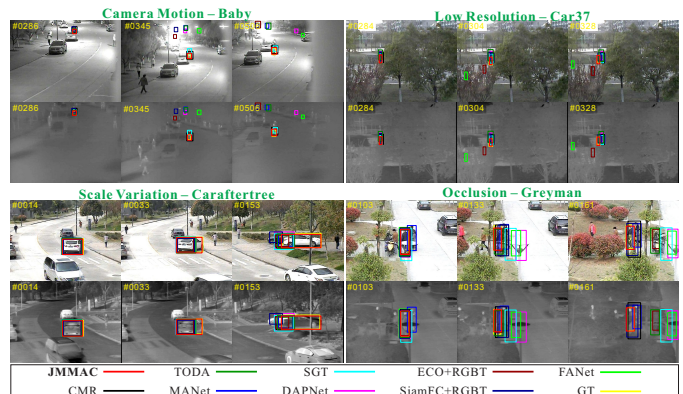 Camera Motion – Baby
#0286 #0345
#0286 #0345 #0506
Low Resolution – Car37
#0284 #0304 #0328
#0284 #0304 #0328
Scale Variation – Caraftertree
#0014 #0033 #0153
#0014 #0033 #0153
Occlusion – Greyman
#0103 #0133 #0161
#0103 #0133 #0161
JMMAC TODA SGT ECO+RGBT FANet
CMR MANet DAPNet SiamFC+RGBT GT